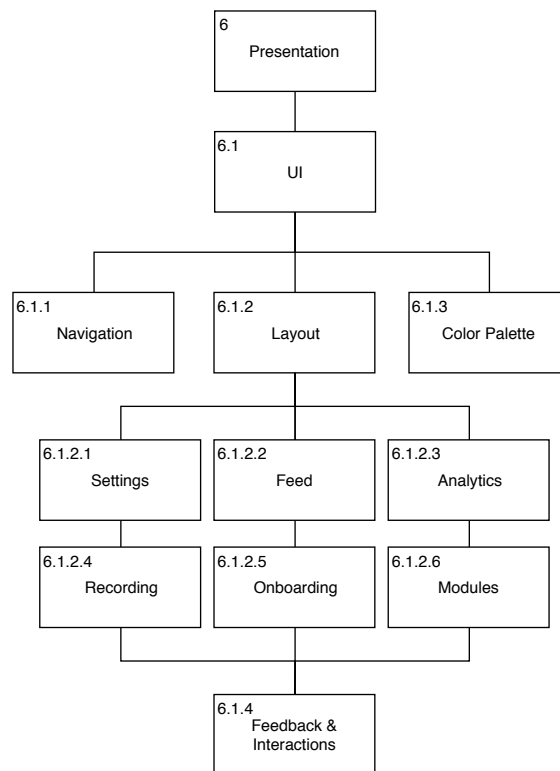 6
Presentation
6.1
UI
6.1.1
Navigation
6.1.2
Layout
6.1.3
Color Palette
6.1.2.1
Settings
6.1.2.2
Feed
6.1.2.3
Analytics
6.1.2.4
Recording
6.1.2.5
Onboarding
6.1.2.6
Modules
6.1.4
Feedback &
Interactions